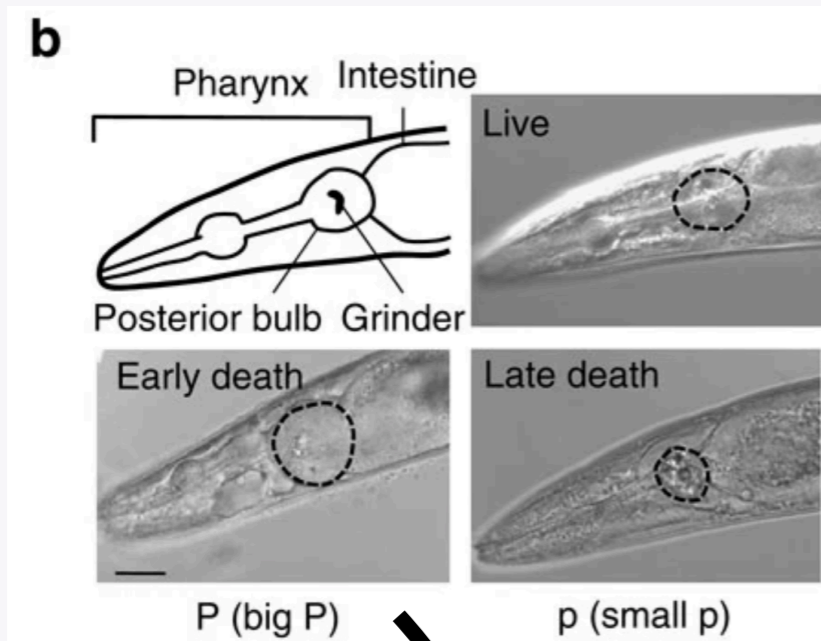 b
Pharynx
Intestine
Live
Posterior bulb
Grinder
Early death
Late death
P (big P)
p (small p)